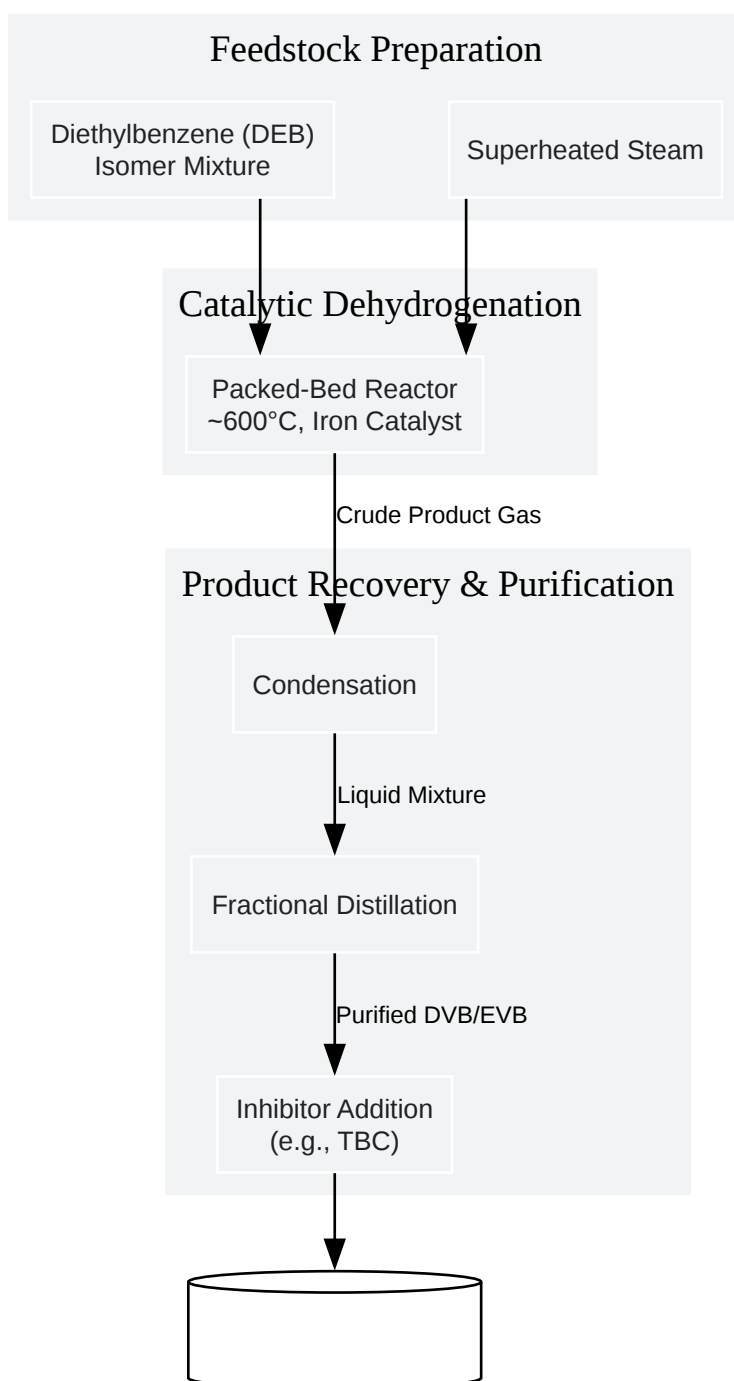 Feedstock Preparation
Diethylbenzene (DEB)
Isomer Mixture
Superheated Steam
Catalytic Dehydrogenation
Packed-Bed Reactor
~600°C, Iron Catalyst
Crude Product Gas
Product Recovery & Purification
Condensation
Liquid Mixture
Fractional Distillation
Purified DVB/EVB
Inhibitor Addition
(e.g., TBC)